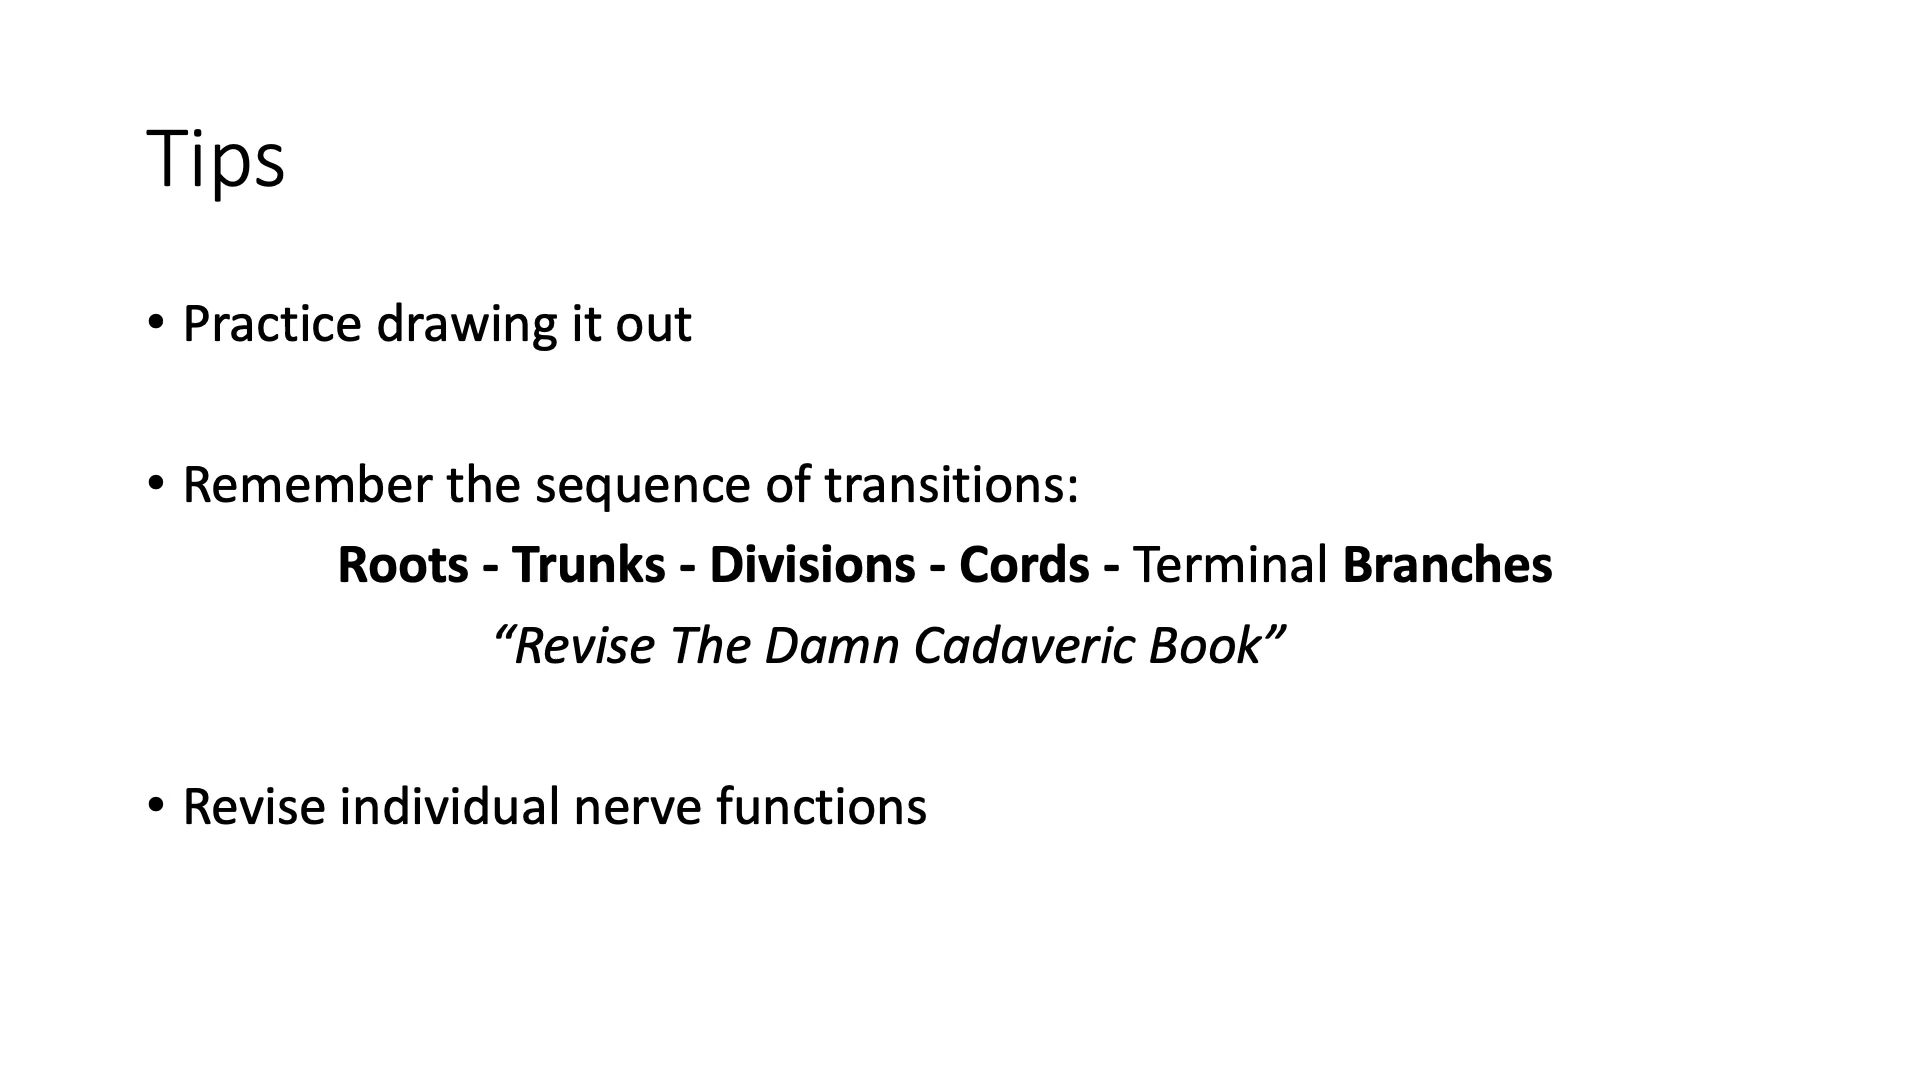 Tips
• Practice drawing it out
• Remember the sequence of transitions:
Roots - Trunks - Divisions - Cords - Terminal Branches
“Revise The Damn Cadaveric Book”
• Revise individual nerve functions